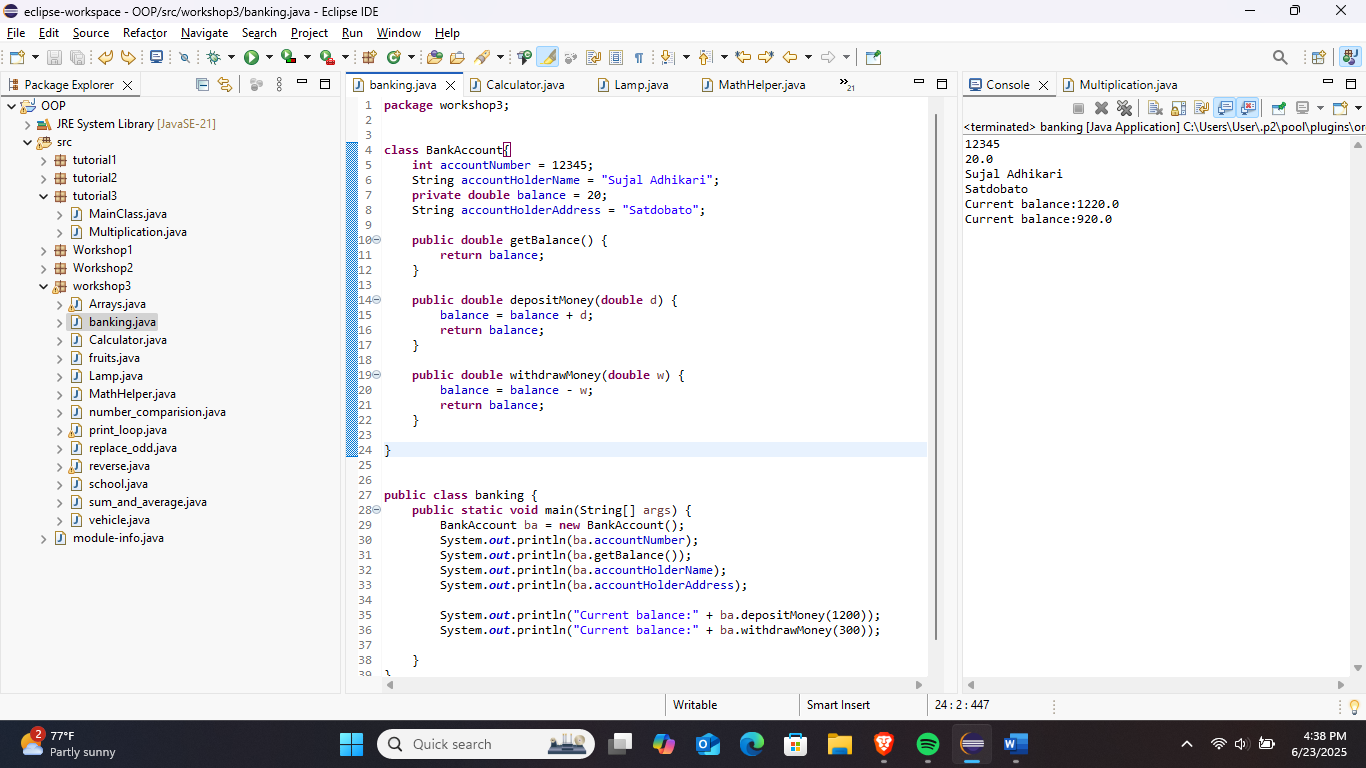 eclipse-workspace - OOP/src/workshop3/banking.java - Eclipse IDE
File Edit Source Refactor Navigate Search Project Run Window Help
Package Explorer
OOP
JRE System Library [JavaSE-21]
src
tutorial1
tutorial2
tutorial3
MainClass.java
Multiplication.java
Workshop1
Workshop2
workshop3
Arrays.java
banking.java
Calculator.java
fruits.java
Lamp.java
MathHelper.java
number_comparision.java
print_loop.java
replace_odd.java
reverse.java
school.java
sum_and_average.java
vehicle.java
module-info.java
banking.java Calculator.java Lamp.java MathHelper.java »21
1 package workshop3;
2
3
4 class BankAccount{
5 int accountNumber = 12345;
6 String accountHolderName = "Sujal Adhikari";
7 private double balance = 20;
8 String accountHolderAddress = "Satdobato";
9
10 public double getBalance() {
11 return balance;
12 }
13
14 public double depositMoney(double d) {
15 balance = balance + d;
16 return balance;
17 }
18
19 public double withdrawMoney(double w) {
20 balance = balance - w;
21 return balance;
22 }
23
24 }
25
26
27 public class banking {
28 public static void main(String[] args) {
29 BankAccount ba = new BankAccount();
30 System.out.println(ba.accountNumber);
31 System.out.println(ba.getBalance());
32 System.out.println(ba.accountHolderName);
33 System.out.println(ba.accountHolderAddress);
34
35 System.out.println("Current balance:" + ba.depositMoney(1200));
36 System.out.println("Current balance:" + ba.withdrawMoney(300));
37
38 }
39 }
Console Multiplication.java
<terminated> banking [Java Application] C:\Users\User\.p2\pool\plugins\or
12345
20.0
Sujal Adhikari
Satdobato
Current balance:1220.0
Current balance:920.0
Writable Smart Insert 24 : 2 : 447
2
77°F
Partly sunny
Quick search
4:38 PM
6/23/2025